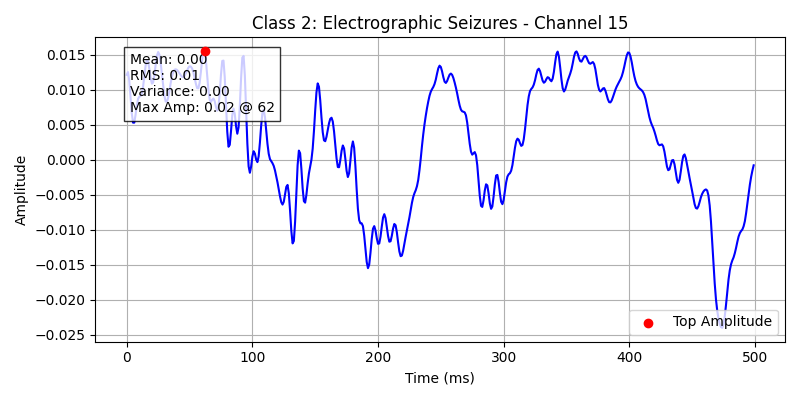 Class 2: Electrographic Seizures - Channel 15
Mean: 0.00
RMS: 0.01
Variance: 0.00
Max Amp: 0.02 @ 62
0.015
0.010
0.005
0.000
−0.005
−0.010
−0.015
−0.020
−0.025
Amplitude
Top Amplitude
0
100
200
300
400
500
Time (ms)